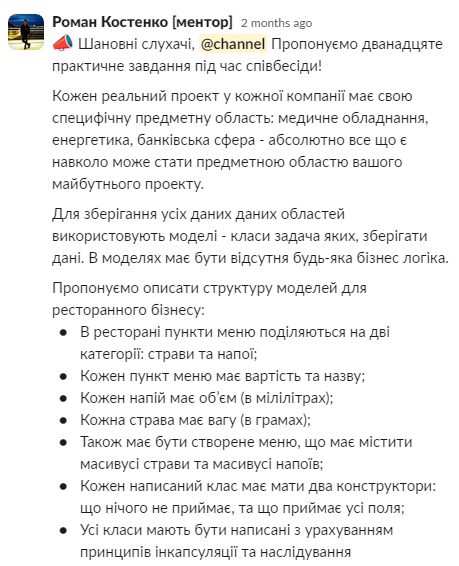 Роман Костенко [ментор] 2 months ago
📣 Шановні слухачі, @channel Пропонуємо дванадцяте
практичне завдання під час співбесіди!
Кожен реальний проект у кожної компанії має свою
специфічну предметну область: медичне обладнання,
енергетика, банківська сфера - абсолютно все що є
навколо може стати предметною областю вашого
майбутнього проекту.
Для зберігання усіх даних даних областей
використовують моделі - класи задача яких, зберігати
дані. В моделях має бути відсутня будь-яка бізнес логіка.
Пропонуємо описати структуру моделей для
ресторанного бізнесу:
● В ресторані пункти меню поділяються на дві
категорії: страви та напої;
● Кожен пункт меню має вартість та назву;
● Кожен напій має об'єм (в мілілітрах);
● Кожна страва має вагу (в грамах);
● Також має бути створене меню, що має містити
масивусі страви та масивусі напоїв;
● Кожен написаний клас має мати два конструктори:
що нічого не приймає, та що приймає усі поля;
● Усі класи мають бути написані з урахуванням
принципів інкапсуляції та наслідування